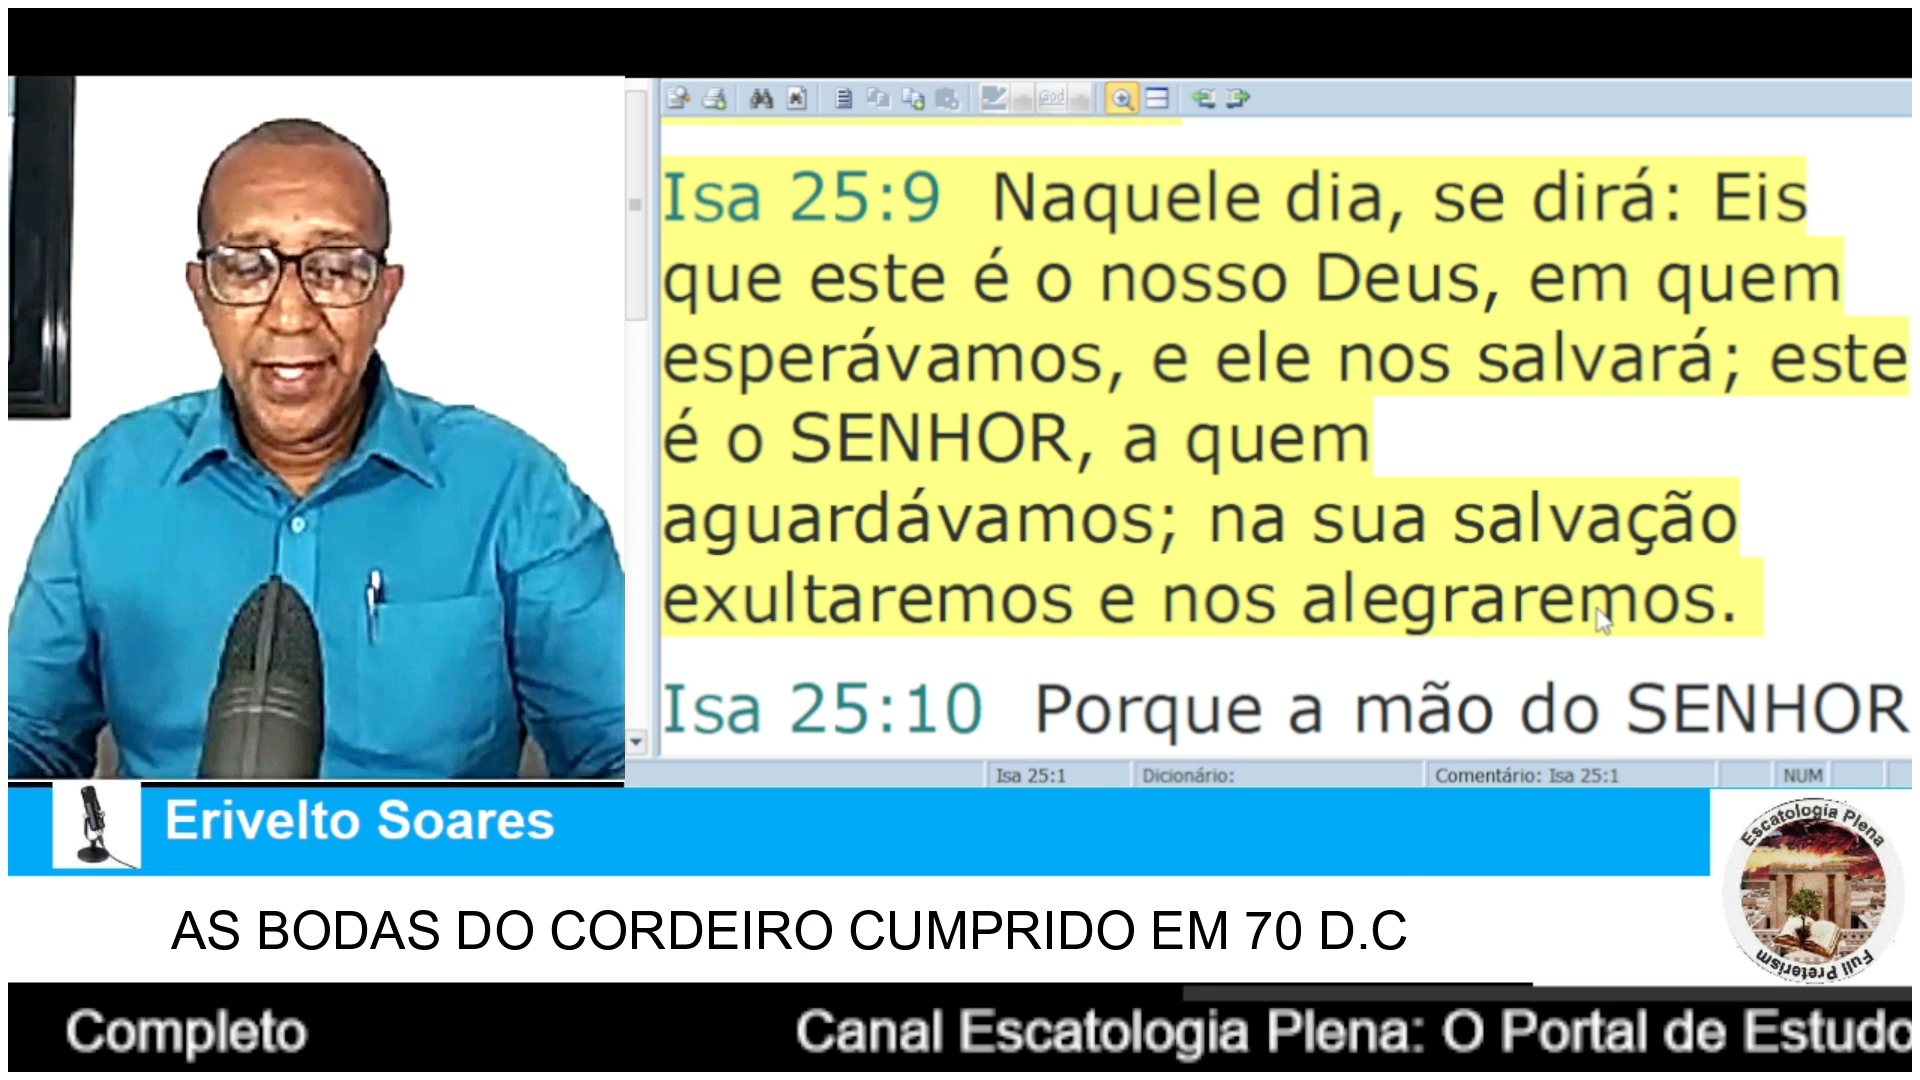 God
Isa 25:9 Naquele dia, se dirá: Eis
que este é o nosso Deus, em quem
esperávamos, e ele nos salvará; este
é o SENHOR, a quem
aguardávamos; na sua salvação
exultaremos e nos alegraremos.
Isa 25:10 Porque a mão do SENHOR
Isa 25:1 Dicionário: Comentário: Isa 25:1 NUM
Erivelto Soares
Escatologia Plena
Full Preterism
AS BODAS DO CORDEIRO CUMPRIDO EM 70 D.C
Completo Canal Escatologia Plena: O Portal de Estudo